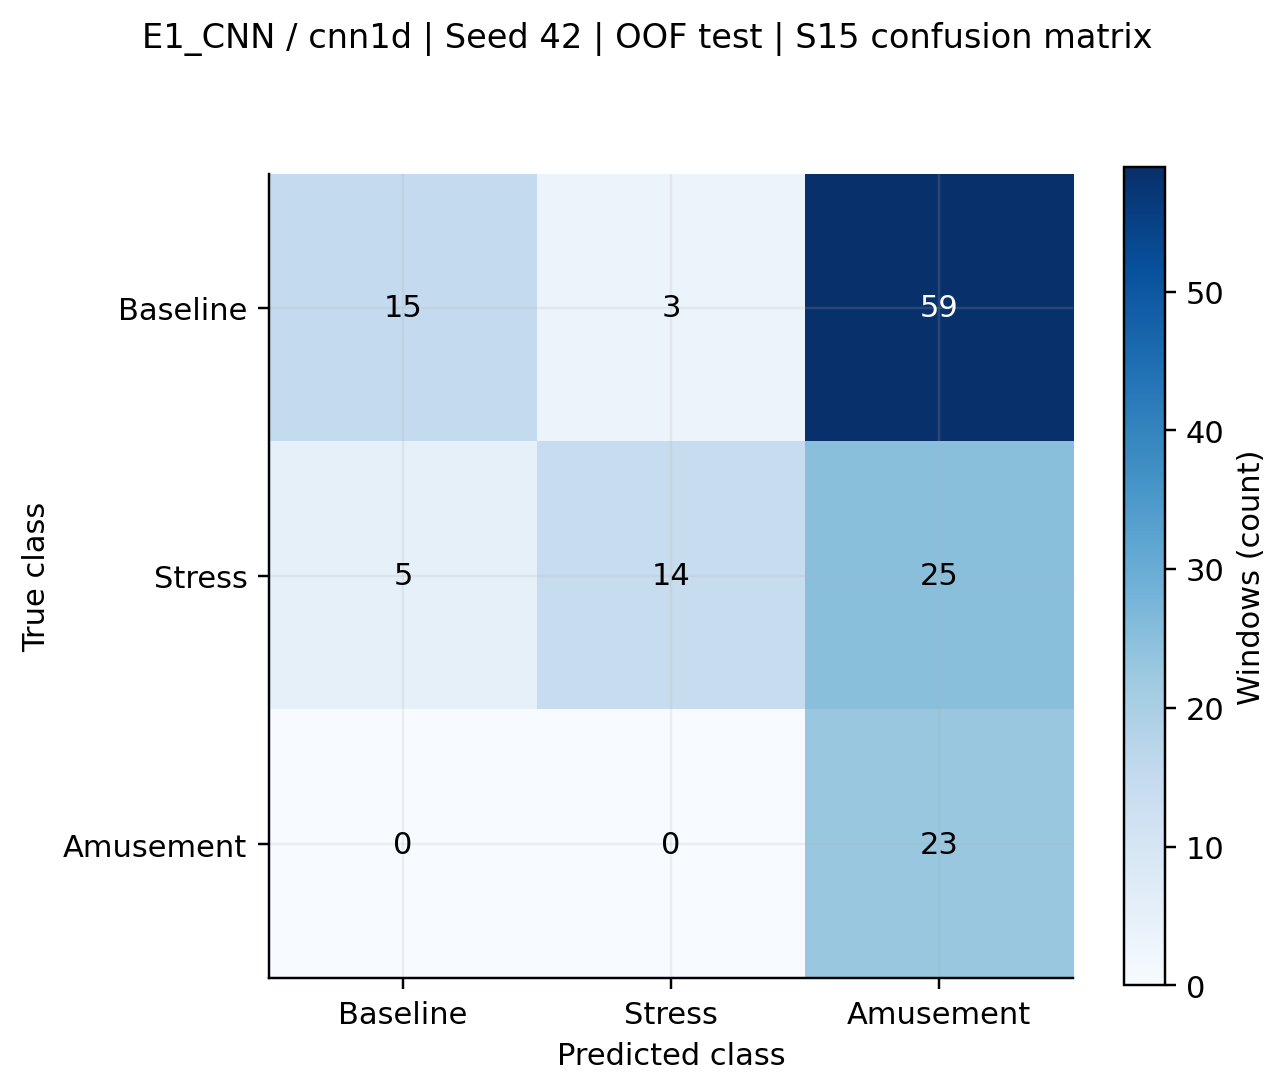 E1_CNN / cnn1d | Seed 42 | OOF test | S15 confusion matrix
Baseline
15
3
59
Stress
5
14
25
Amusement
0
0
23
Baseline
Stress
Amusement
Predicted class
True class
50
40
30
20
10
0
Windows (count)